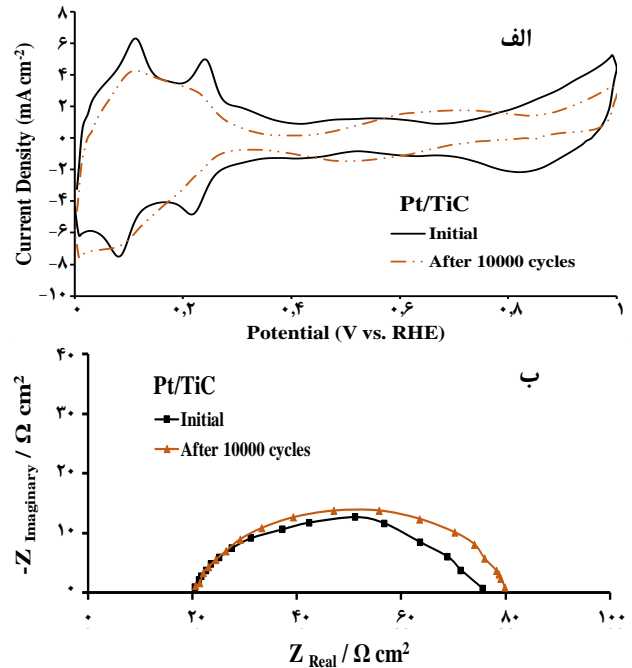 الف
۸
۶
۴
۲
۰
−۲
−۴
−۶
−۸
−۱۰
Current Density (mA cm-2)
Pt/TiC
Initial
After 10000 cycles
۰ ۰,۲ ۰,۴ ۰,۶ ۰,۸ ۱
Potential (V vs. RHE)
ب
۴۰
۳۰
۲۰
۱۰
۰
-Z Imaginary / Ω cm2
Pt/TiC
Initial
After 10000 cycles
۰ ۲۰ ۴۰ ۶۰ ۸۰ ۱۰۰
Z Real / Ω cm2